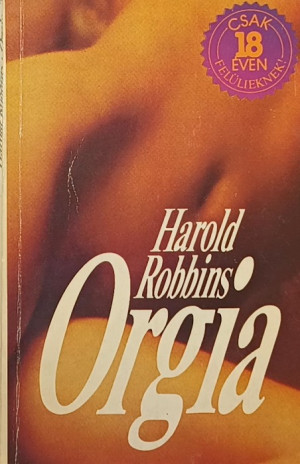 CSAK
18
ÉVEN
FELÜLIEKNEK!
Harold
Robbins
Orgia